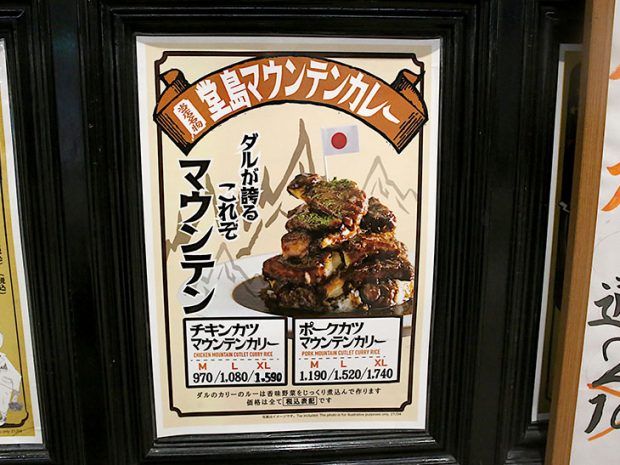 当店名物
堂島マウンテンカレー
ダルが誇る
これぞ
マウンテン
チキンカツ
マウンテンカリー
CHICKEN MOUNTAIN CUTLET CURRY RICE
M L XL
970/1,080/1,590
ポークカツ
マウンテンカリー
PORK MOUNTAIN CUTLET CURRY RICE
M L XL
1,190/1,520/1,740
ダルのカリーのルーは香味野菜をじっくり煮込んで作ります
価格は全て税込表記です